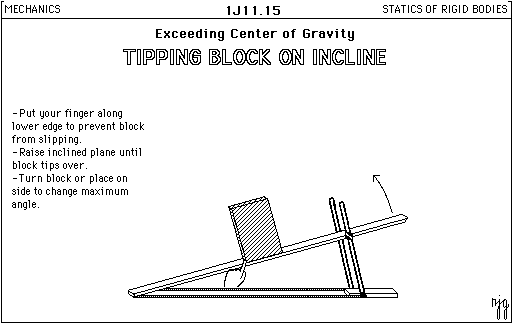 MECHANICS
1J11.15
STATICS OF RIGID BODIES
Exceeding Center of Gravity
TIPPING BLOCK ON INCLINE
-Put your finger along
lower edge to prevent block
from slipping.
-Raise inclined plane until
block tips over.
-Turn block or place on
side to change maximum
angle.
njg